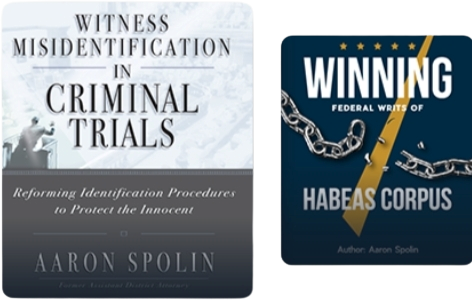 WITNESS
MISIDENTIFICATION
IN
CRIMINAL
TRIALS
Reforming Identification Procedures
to Protect the Innocent
AARON SPOLIN
Former Assistant District Attorney
WINNING
FEDERAL WRITS OF
HABEAS CORPUS
Author: Aaron Spolin